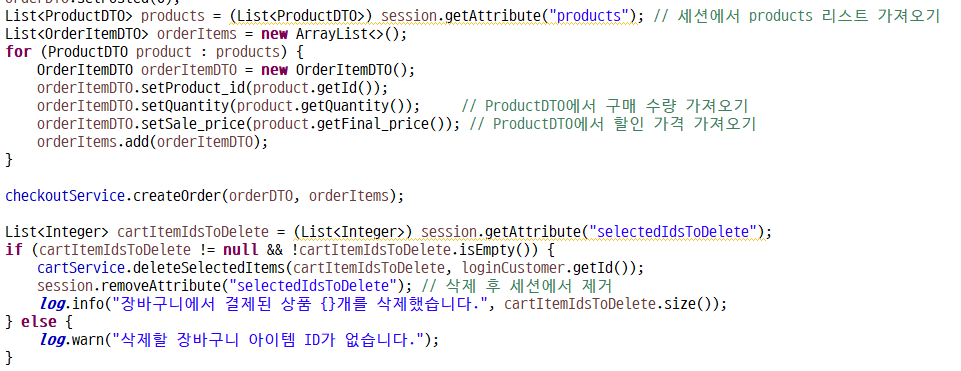 List<ProductDTO> products = (List<ProductDTO>) session.getAttribute("products"); // 세션에서 products 리스트 가져오기
List<OrderItemDTO> orderItems = new ArrayList<>();
for (ProductDTO product : products) {
    OrderItemDTO orderItemDTO = new OrderItemDTO();
    orderItemDTO.setProduct_id(product.getId());
    orderItemDTO.setQuantity(product.getQuantity());     // ProductDTO에서 구매 수량 가져오기
    orderItemDTO.setSale_price(product.getFinal_price()); // ProductDTO에서 할인 가격 가져오기
    orderItems.add(orderItemDTO);
}

checkoutService.createOrder(orderDTO, orderItems);

List<Integer> cartItemIdsToDelete = (List<Integer>) session.getAttribute("selectedIdsToDelete");
if (cartItemIdsToDelete != null && !cartItemIdsToDelete.isEmpty()) {
    cartService.deleteSelectedItems(cartItemIdsToDelete, loginCustomer.getId());
    session.removeAttribute("selectedIdsToDelete"); // 삭제 후 세션에서 제거
    log.info("장바구니에서 결제된 상품 {}개를 삭제했습니다.", cartItemIdsToDelete.size());
} else {
    log.warn("삭제할 장바구니 아이템 ID가 없습니다.");
}